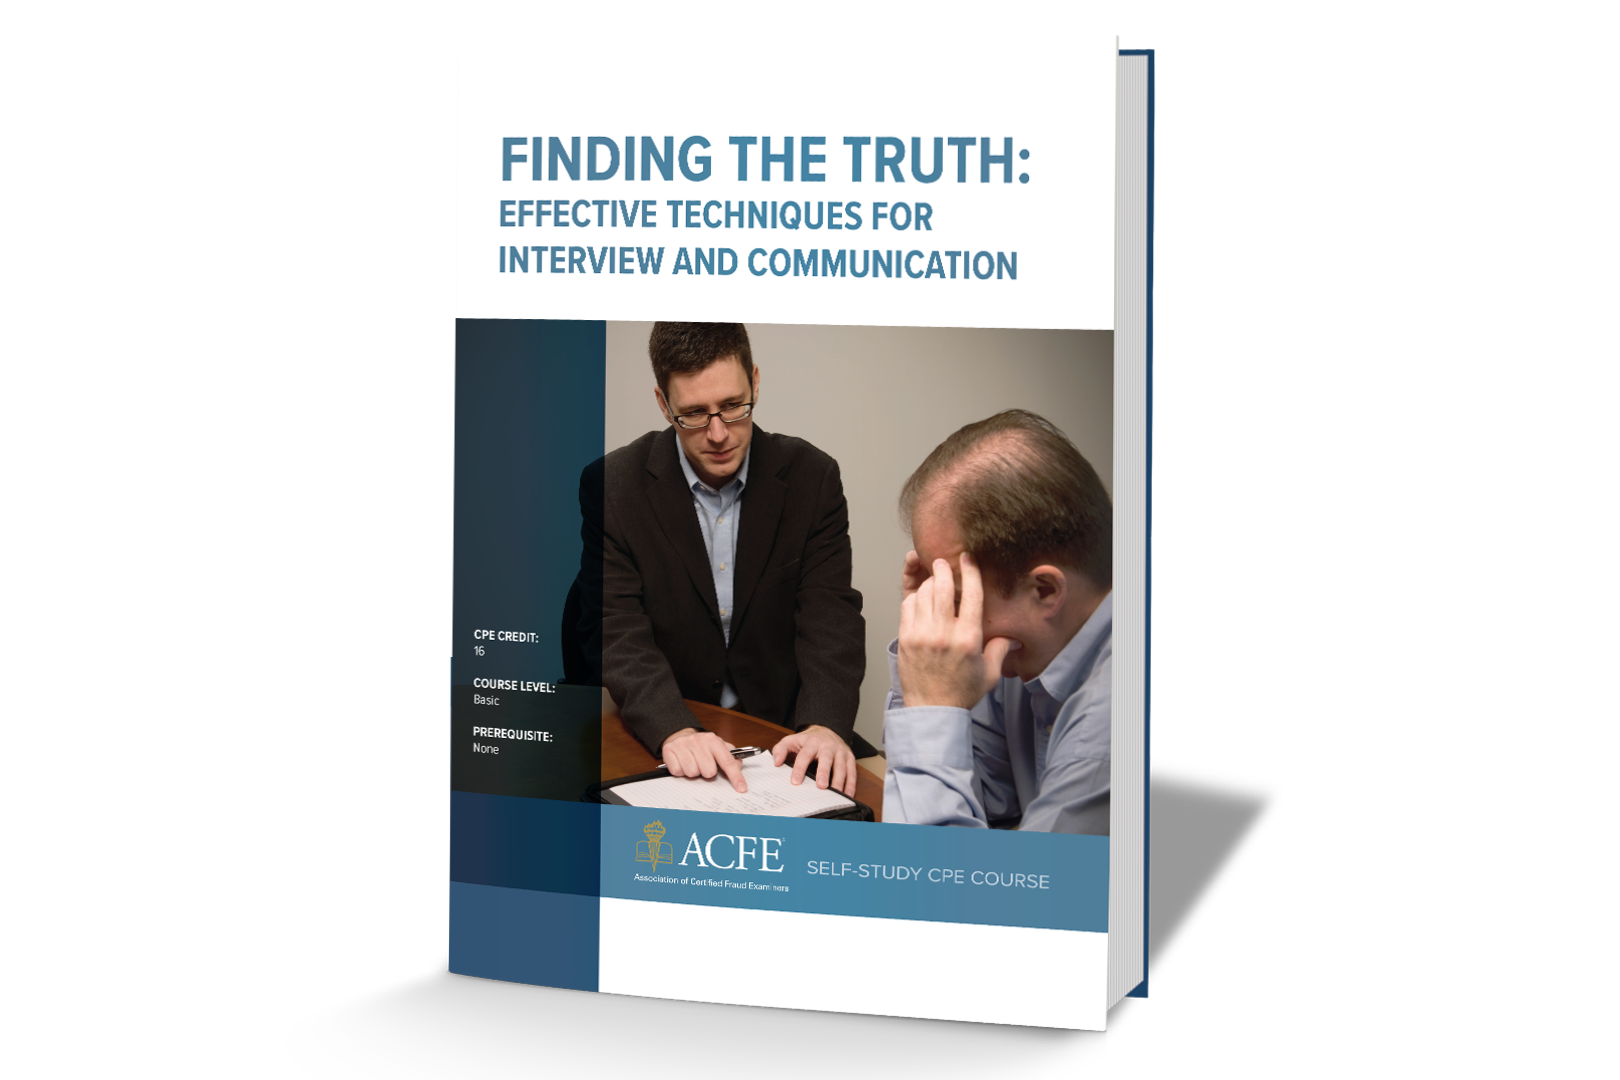 FINDING THE TRUTH:
EFFECTIVE TECHNIQUES FOR
INTERVIEW AND COMMUNICATION
CPE CREDIT:
16
COURSE LEVEL:
Basic
PREREQUISITE:
None
ACFE
Association of Certified Fraud Examiners
SELF-STUDY CPE COURSE